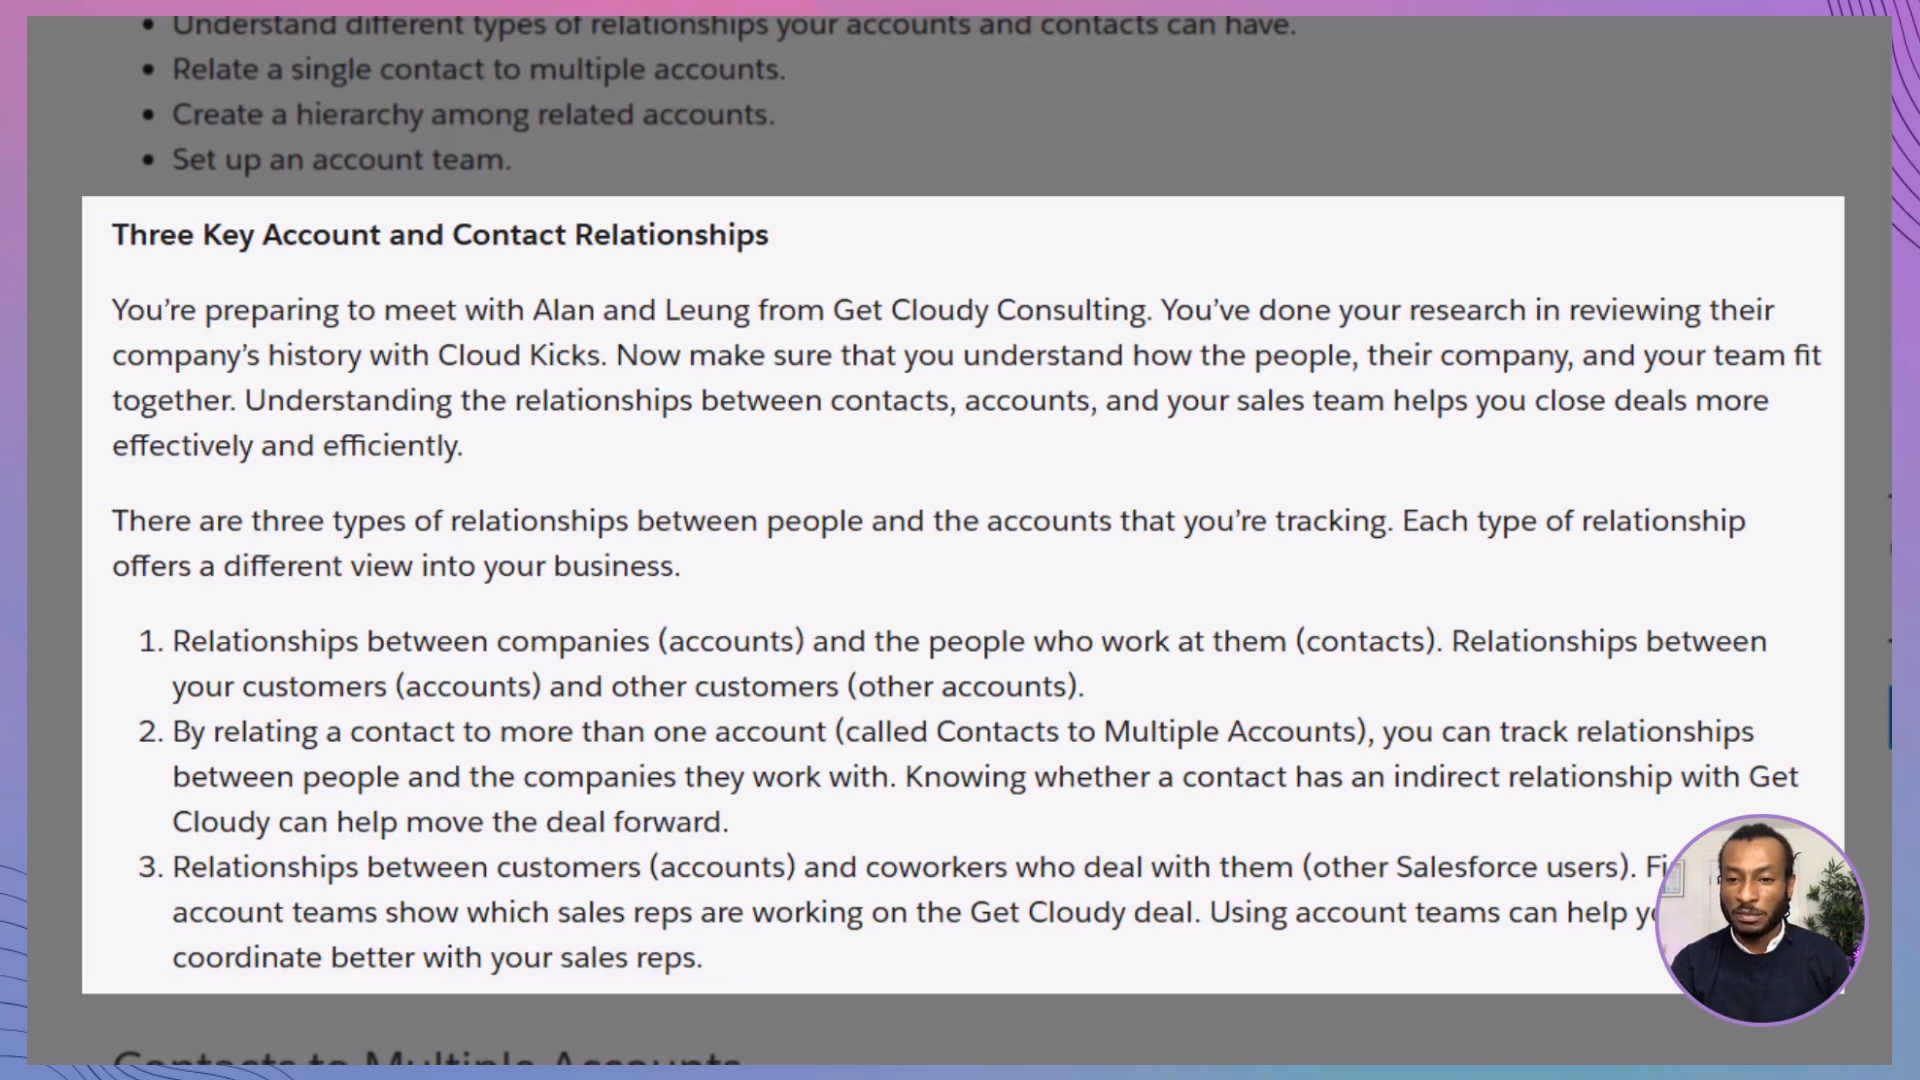 • Understand different types of relationships your accounts and contacts can have.
• Relate a single contact to multiple accounts.
• Create a hierarchy among related accounts.
• Set up an account team.
Three Key Account and Contact Relationships
You're preparing to meet with Alan and Leung from Get Cloudy Consulting. You've done your research in reviewing their
company's history with Cloud Kicks. Now make sure that you understand how the people, their company, and your team fit
together. Understanding the relationships between contacts, accounts, and your sales team helps you close deals more
effectively and efficiently.
There are three types of relationships between people and the accounts that you're tracking. Each type of relationship
offers a different view into your business.
1. Relationships between companies (accounts) and the people who work at them (contacts). Relationships between
your customers (accounts) and other customers (other accounts).
2. By relating a contact to more than one account (called Contacts to Multiple Accounts), you can track relationships
between people and the companies they work with. Knowing whether a contact has an indirect relationship with Get
Cloudy can help move the deal forward.
3. Relationships between customers (accounts) and coworkers who deal with them (other Salesforce users).
account teams show which sales reps are working on the Get Cloudy deal. Using account teams can help
coordinate better with your sales reps.
Contacts to Multiple Accounts